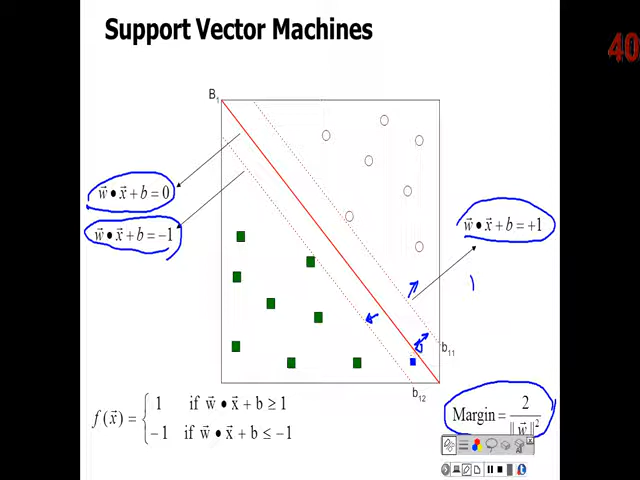 Support Vector Machines
40
B₁
w⃗ • x⃗ + b = 0
w⃗ • x⃗ + b = −1
w⃗ • x⃗ + b = +1
b₁₁
b₁₂
f(x⃗) = { 1 if w⃗ • x⃗ + b ≥ 1
−1 if w⃗ • x⃗ + b ≤ −1
Margin = 2 / || w⃗ ||²